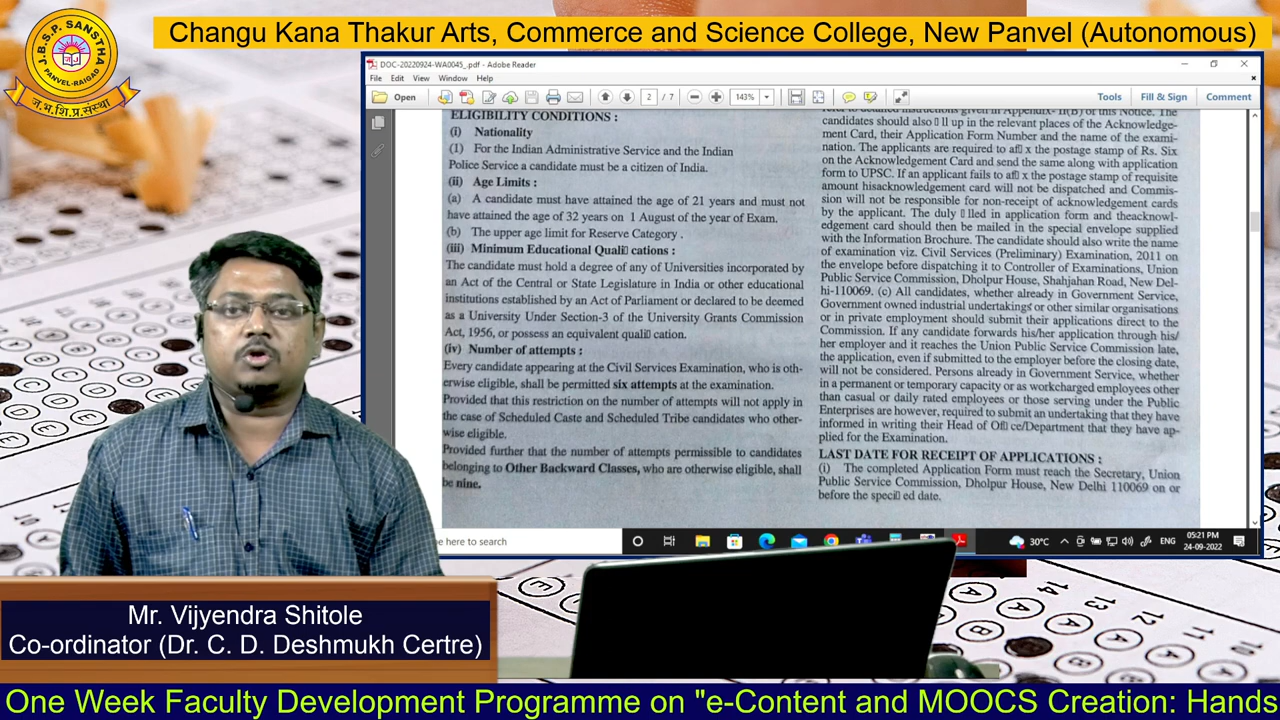 Changu Kana Thakur Arts, Commerce and Science College, New Panvel (Autonomous)
J.B.S.P. SANSTHA
PANVEL-RAIGAD
ज.भ.शि.प्र.संस्था
DOC-20220924-WA0045_.pdf - Adobe Reader
File Edit View Window Help
Open 2 / 7 143% Tools Fill & Sign Comment
ELIGIBILITY CONDITIONS :
(i) Nationality
(1) For the Indian Administrative Service and the Indian
Police Service a candidate must be a citizen of India.
(ii) Age Limits :
(a) A candidate must have attained the age of 21 years and must not
have attained the age of 32 years on 1 August of the year of Exam.
(b) The upper age limit for Reserve Category .
(iii) Minimum Educational Quali cations :
The candidate must hold a degree of any of Universities incorporated by
an Act of the Central or State Legislature in India or other educational
institutions established by an Act of Parliament or declared to be deemed
as a University Under Section-3 of the University Grants Commission
Act, 1956, or possess an equivalent quali cation.
(iv) Number of attempts :
Every candidate appearing at the Civil Services Examination, who is oth-
erwise eligible, shall be permitted six attempts at the examination.
Provided that this restriction on the number of attempts will not apply in
the case of Scheduled Caste and Scheduled Tribe candidates who other-
wise eligible.
Provided further that the number of attempts permissible to candidates
belonging to Other Backward Classes, who are otherwise eligible, shall
be nine.
refer to detailed instructions given in Appendix- II(B) of this Notice. The
candidates should also ll up in the relevant places of the Acknowledge-
ment Card, their Application Form Number and the name of the exami-
nation. The applicants are required to af x the postage stamp of Rs. Six
on the Acknowledgement Card and send the same along with application
form to UPSC. If an applicant fails to af x the postage stamp of requisite
amount hisacknowledgement card will not be dispatched and Commis-
sion will not be responsible for non-receipt of acknowledgement cards
by the applicant. The duly lled in application form and theacknowl-
edgement card should then be mailed in the special envelope supplied
with the Information Brochure. The candidate should also write the name
of examination viz. Civil Services (Preliminary) Examination, 2011 on
the envelope before dispatching it to Controller of Examinations, Union
Public Service Commission, Dholpur House, Shahjahan Road, New Del-
hi-110069. (c) All candidates, whether already in Government Service,
Government owned industrial undertakings or other similar organisations
or in private employment should submit their applications direct to the
Commission. If any candidate forwards his/her application through his/
her employer and it reaches the Union Public Service Commission late,
the application, even if submitted to the employer before the closing date,
will not be considered. Persons already in Government Service, whether
in a permanent or temporary capacity or as workcharged employees other
than casual or daily rated employees or those serving under the Public
Enterprises are however, required to submit an undertaking that they have
informed in writing their Head of Of ce/Department that they have ap-
plied for the Examination.
LAST DATE FOR RECEIPT OF APPLICATIONS :
(i) The completed Application Form must reach the Secretary, Union
Public Service Commission, Dholpur House, New Delhi 110069 on or
before the speci ed date.
here to search
30°C ENG 05:21 PM
24-09-2022
Mr. Vijyendra Shitole
Co-ordinator (Dr. C. D. Deshmukh Certre)
One Week Faculty Development Programme on "e-Content and MOOCS Creation: Hands
14
13
12
11
10